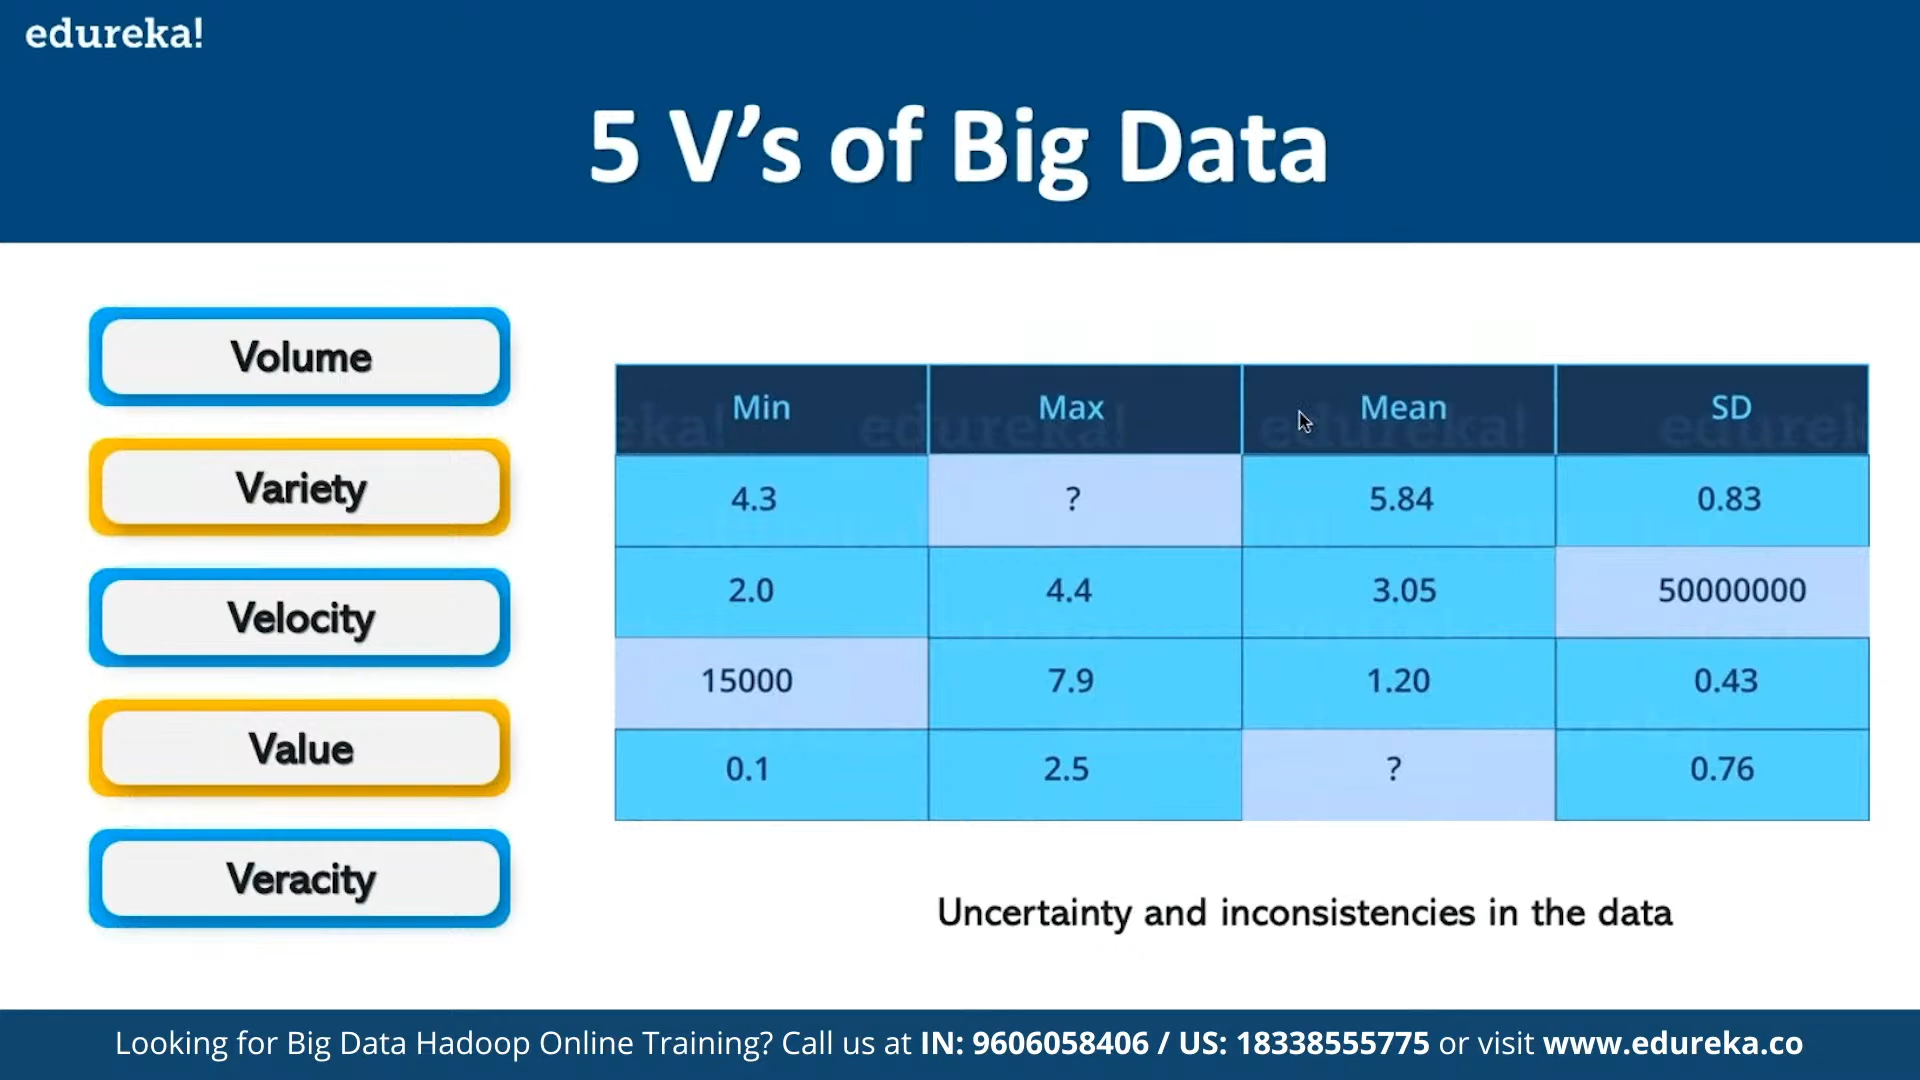 edureka!
5 V’s of Big Data
Volume
Variety
Velocity
Value
Veracity
Min Max Mean SD
4.3 ? 5.84 0.83
2.0 4.4 3.05 50000000
15000 7.9 1.20 0.43
0.1 2.5 ? 0.76
Uncertainty and inconsistencies in the data
Looking for Big Data Hadoop Online Training? Call us at IN: 9606058406 / US: 18338555775 or visit www.edureka.co